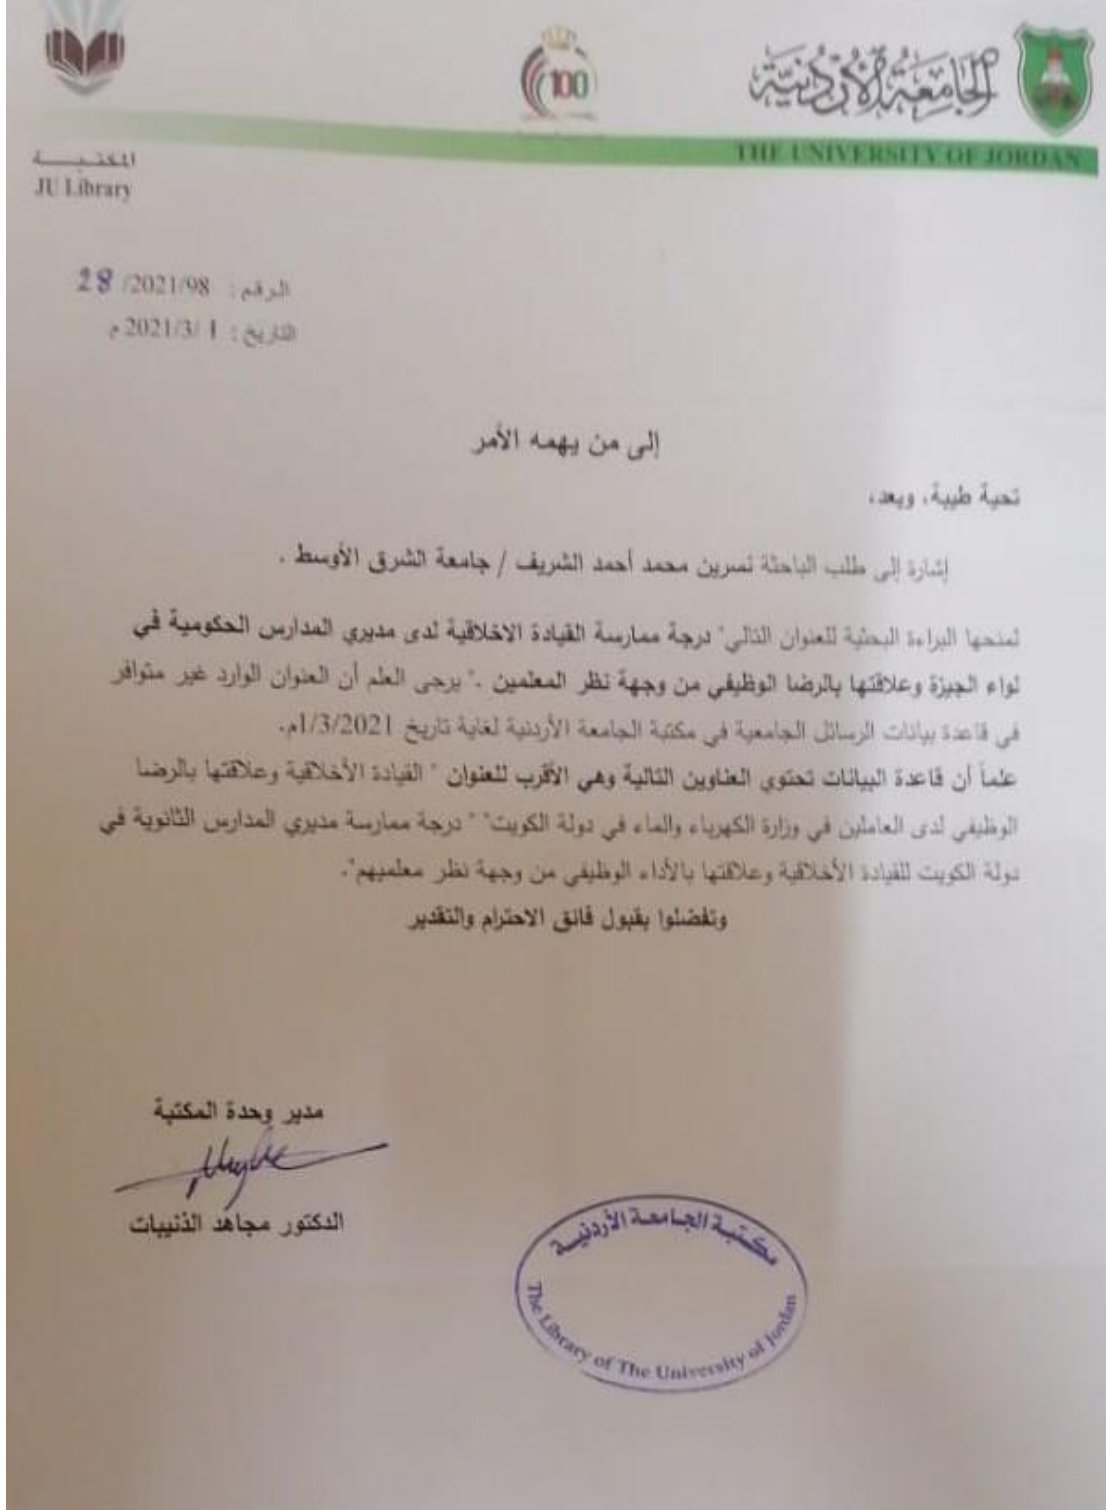 الجامعة الأردنية
THE UNIVERSITY OF JORDAN
100
المكتبـــــة
JU Library
الرقم : 2021/98/ 28
التاريخ : 1 /2021/3 م
إلى من يهمه الأمر
تحية طيبة، وبعد،
إشارة إلى طلب الباحثة نسرين محمد أحمد الشريف / جامعة الشرق الأوسط .
لمنحها البراءة البحثية للعنوان التالي" درجة ممارسة القيادة الاخلاقية لدى مديري المدارس الحكومية في
لواء الجيزة وعلاقتها بالرضا الوظيفي من وجهة نظر المعلمين ." يرجى العلم أن العنوان الوارد غير متوافر
في قاعدة بيانات الرسائل الجامعية في مكتبة الجامعة الأردنية لغاية تاريخ 1/3/2021م.
علماً أن قاعدة البيانات تحتوي العناوين التالية وهي الأقرب للعنوان " القيادة الأخلاقية وعلاقتها بالرضا
الوظيفي لدى العاملين في وزارة الكهرباء والماء في دولة الكويت" " درجة ممارسة مديري المدارس الثانوية في
دولة الكويت للقيادة الأخلاقية وعلاقتها بالأداء الوظيفي من وجهة نظر معلميهم".
وتفضلوا بقبول فائق الاحترام والتقدير
مدير وحدة المكتبة
الدكتور مجاهد الذنيبات
مكتبة الجامعة الأردنية
The Library of The University of Jordan